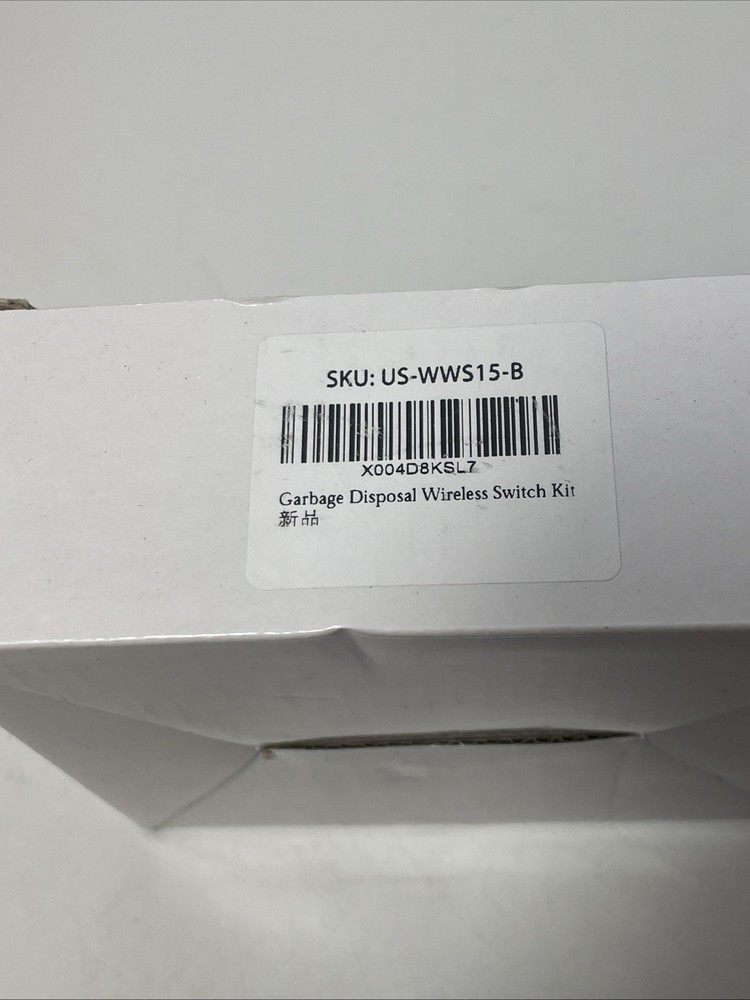 SKU: US-WWS15-B
X004D8KSL7
Garbage Disposal Wireless Switch Kit
新品